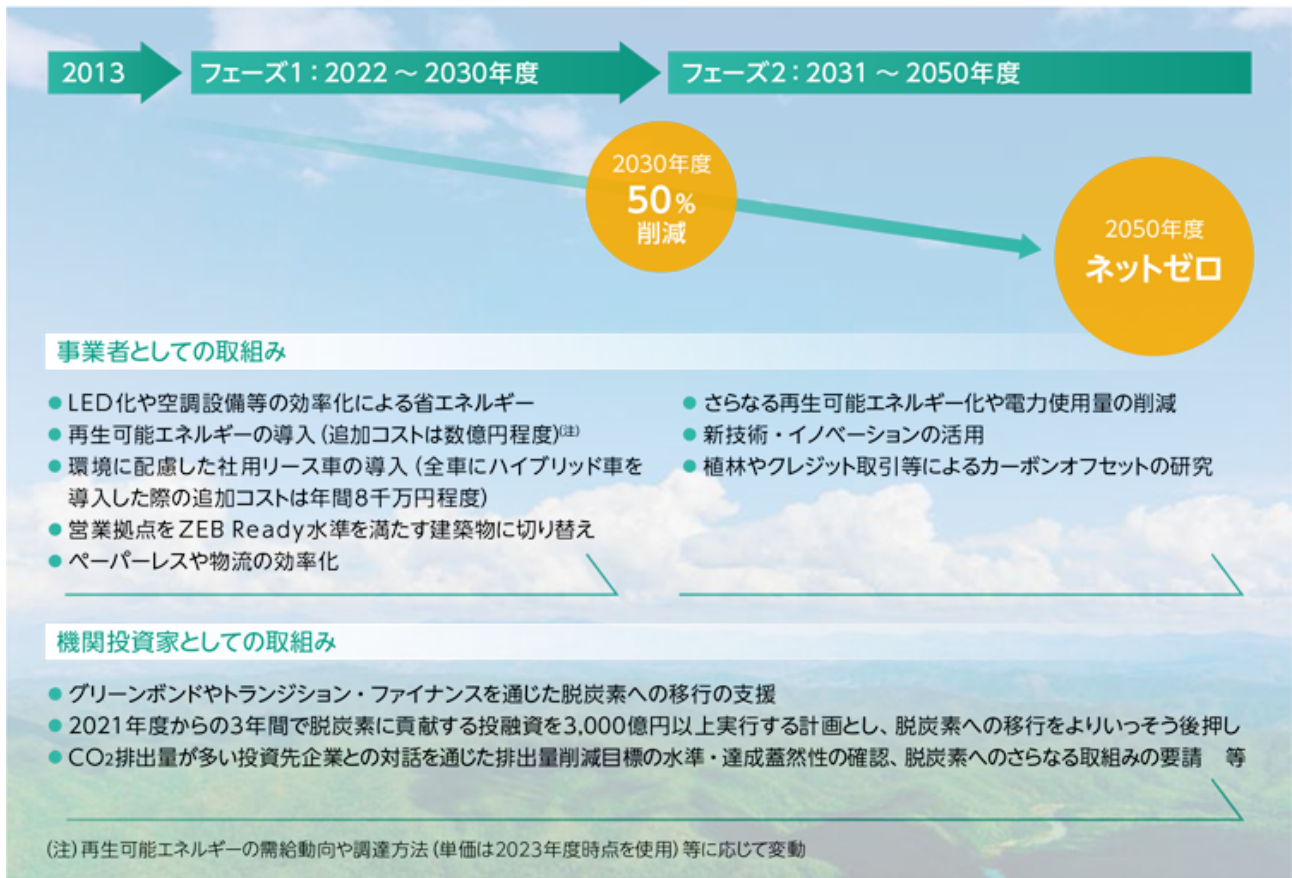 2013
フェーズ1：2022 ～ 2030年度
フェーズ2：2031 ～ 2050年度
2030年度
50%
削減
2050年度
ネットゼロ
事業者としての取組み
●LED化や空調設備等の効率化による省エネルギー
●再生可能エネルギーの導入（追加コストは数億円程度）(注)
●環境に配慮した社用リース車の導入（全車にハイブリッド車を
導入した際の追加コストは年間8千万円程度）
●営業拠点をZEB Ready水準を満たす建築物に切り替え
●ペーパーレスや物流の効率化
●さらなる再生可能エネルギー化や電力使用量の削減
●新技術・イノベーションの活用
●植林やクレジット取引等によるカーボンオフセットの研究
機関投資家としての取組み
●グリーンボンドやトランジション・ファイナンスを通じた脱炭素への移行の支援
●2021年度からの3年間で脱炭素に貢献する投融資を3,000億円以上実行する計画とし、脱炭素への移行をよりいっそう後押し
●CO2排出量が多い投資先企業との対話を通じた排出量削減目標の水準・達成蓋然性の確認、脱炭素へのさらなる取組みの要請　等
(注)再生可能エネルギーの需給動向や調達方法（単価は2023年度時点を使用）等に応じて変動